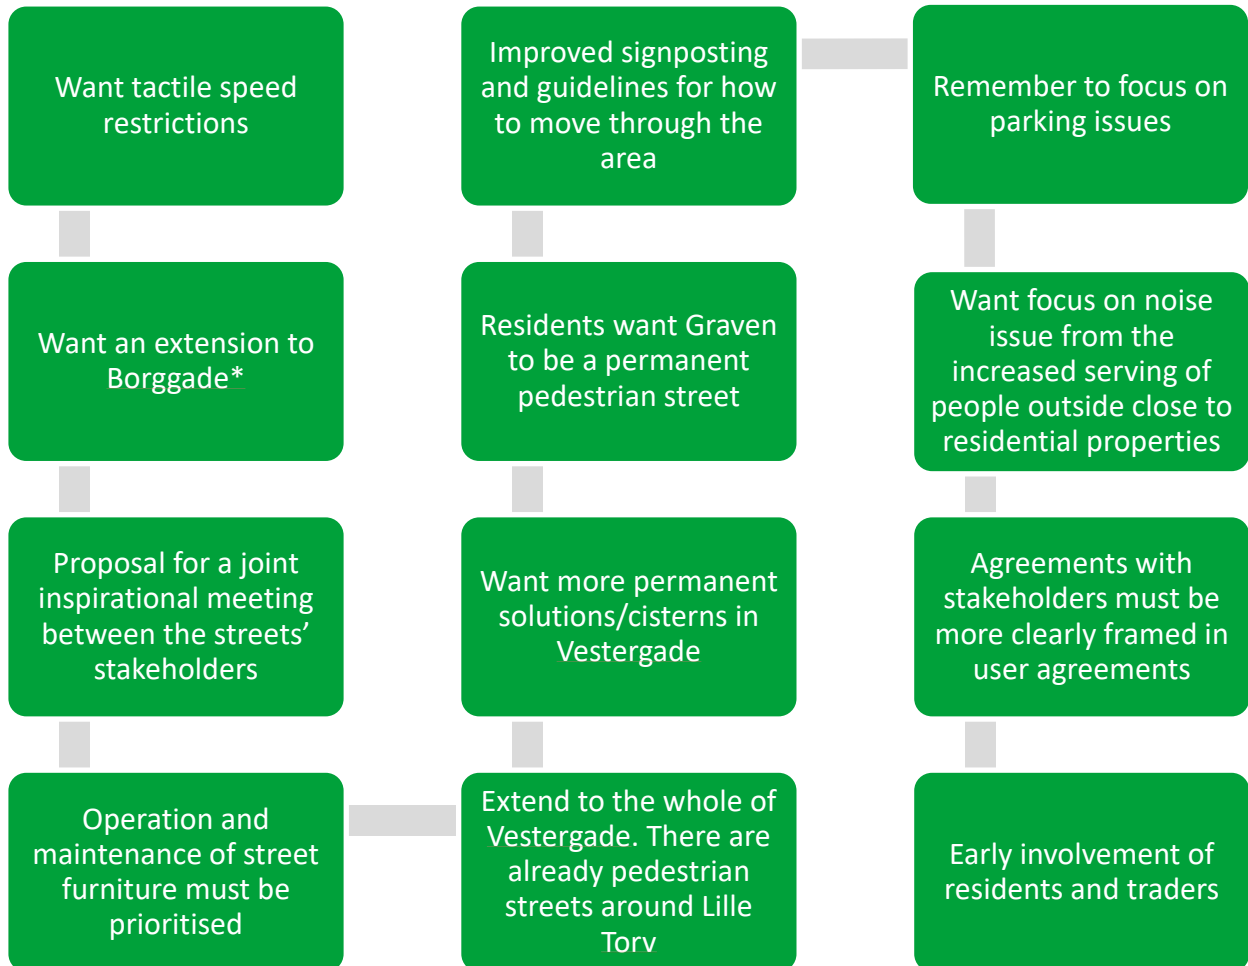 Want tactile speed
restrictions
Want an extension to
Borggade*
Proposal for a joint
inspirational meeting
between the streets’
stakeholders
Operation and
maintenance of street
furniture must be
prioritised
Extend to the whole of
Vestergade. There are
already pedestrian
streets around Lille
Torv
Want more permanent
solutions/cisterns in
Vestergade
Residents want Graven
to be a permanent
pedestrian street
Improved signposting
and guidelines for how
to move through the
area
Remember to focus on
parking issues
Want focus on noise
issue from the
increased serving of
people outside close to
residential properties
Agreements with
stakeholders must be
more clearly framed in
user agreements
Early involvement of
residents and traders